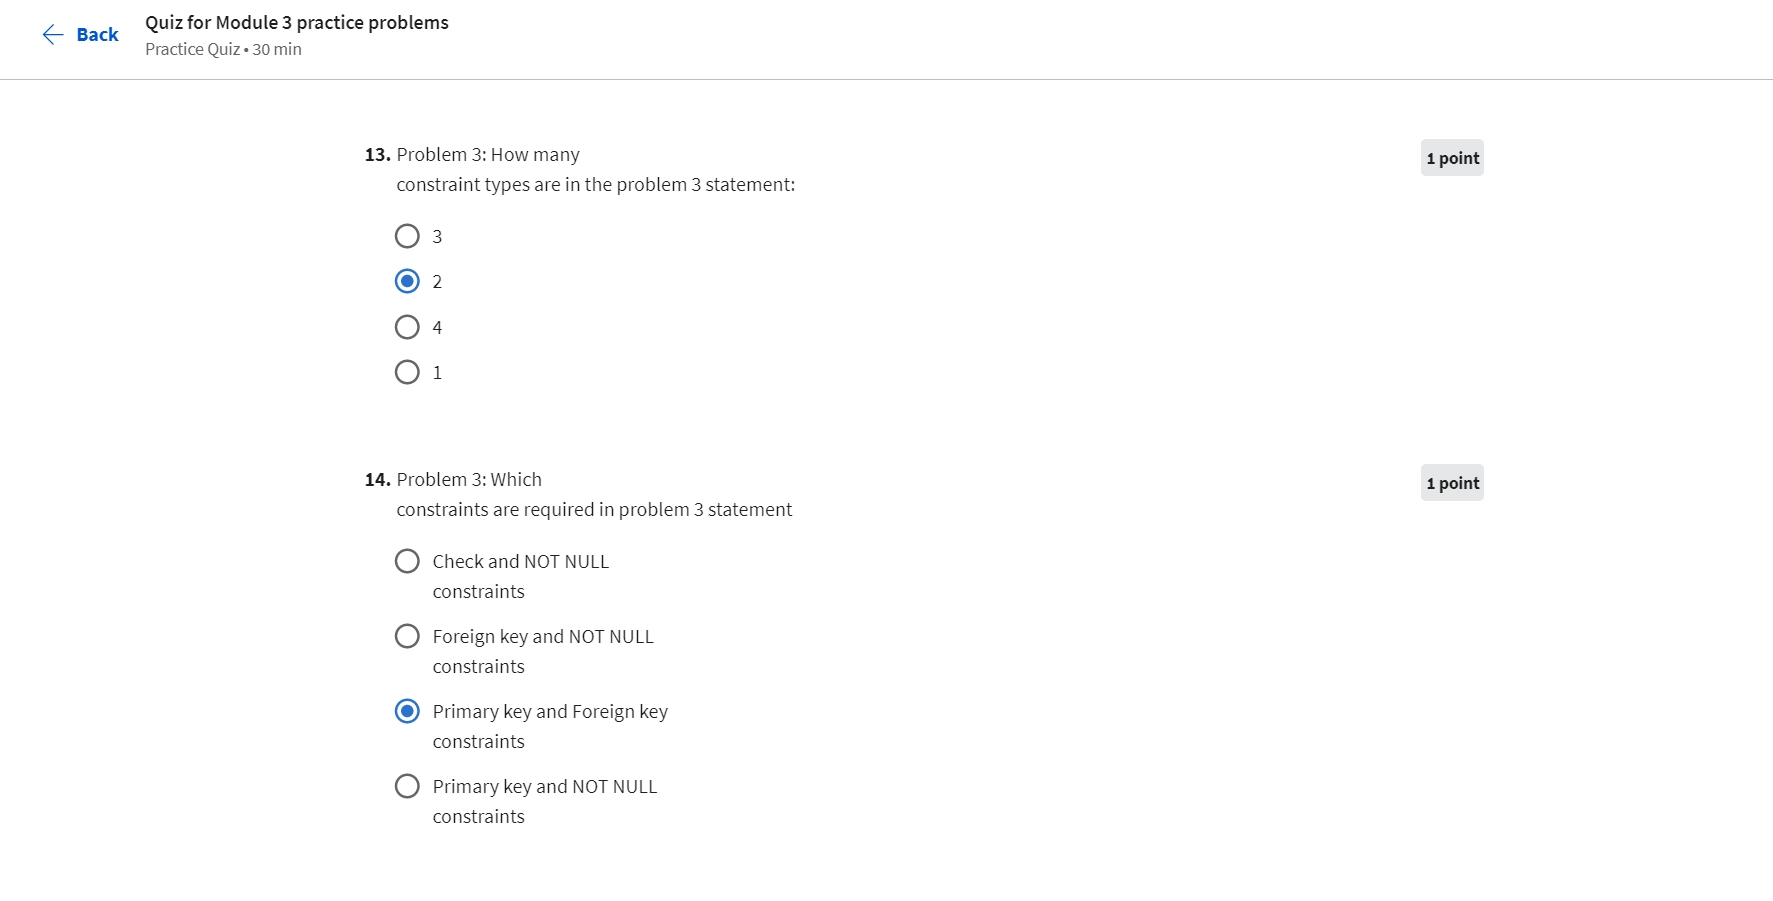 Back
Quiz for Module 3 practice problems
Practice Quiz • 30 min
13. Problem 3: How many
1 point
constraint types are in the problem 3 statement:
3
2
4
1
14. Problem 3: Which
1 point
constraints are required in problem 3 statement
Check and NOT NULL
constraints
Foreign key and NOT NULL
constraints
Primary key and Foreign key
constraints
Primary key and NOT NULL
constraints